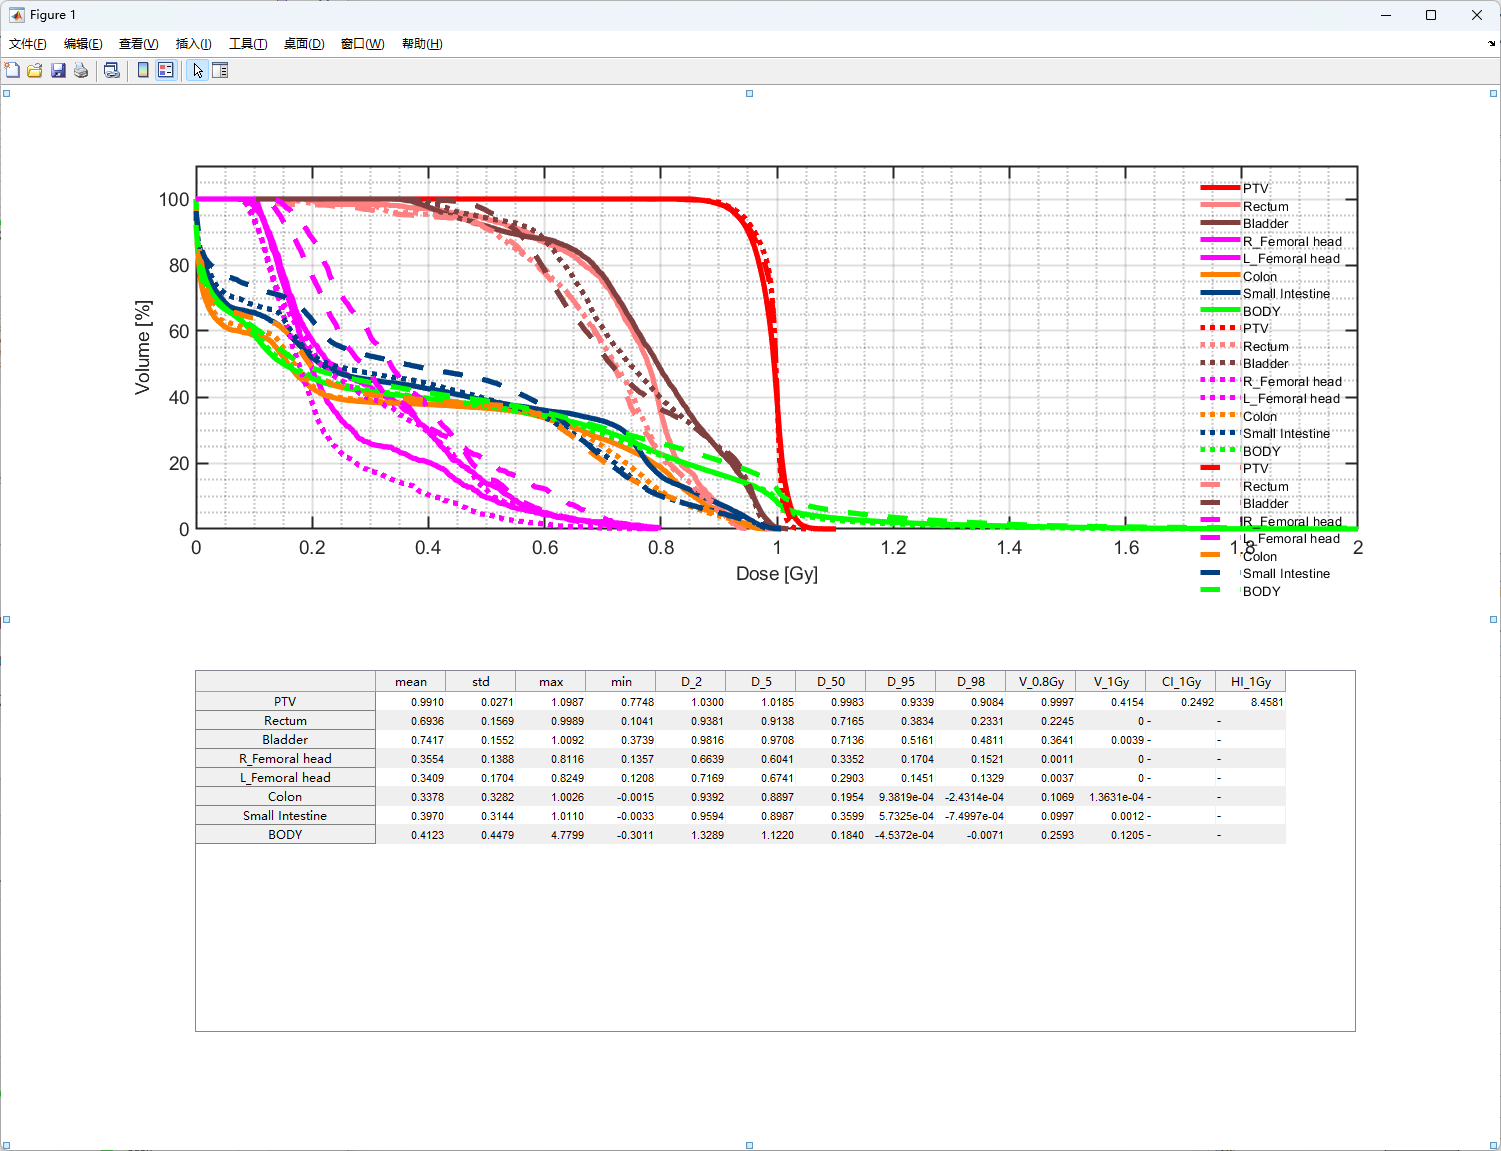 Figure 1
文件(F) 编辑(E) 查看(V) 插入(I) 工具(T) 桌面(D) 窗口(W) 帮助(H)
100
80
60
40
20
0
Volume [%]
0 0.2 0.4 0.6 0.8 1 1.2 1.4 1.6 1.8 2
Dose [Gy]
PTV
Rectum
Bladder
R_Femoral head
L_Femoral head
Colon
Small Intestine
BODY
PTV
Rectum
Bladder
R_Femoral head
L_Femoral head
Colon
Small Intestine
BODY
PTV
Rectum
Bladder
R_Femoral head
L_Femoral head
Colon
Small Intestine
BODY
mean std max min D_2 D_5 D_50 D_95 D_98 V_0.8Gy V_1Gy CI_1Gy HI_1Gy
PTV 0.9910 0.0271 1.0987 0.7748 1.0300 1.0185 0.9983 0.9339 0.9084 0.9997 0.4154 0.2492 8.4581
Rectum 0.6936 0.1569 0.9989 0.1041 0.9381 0.9138 0.7165 0.3834 0.2331 0.2245 0 - -
Bladder 0.7417 0.1552 1.0092 0.3739 0.9816 0.9708 0.7136 0.5161 0.4811 0.3641 0.0039 - -
R_Femoral head 0.3554 0.1388 0.8116 0.1357 0.6639 0.6041 0.3352 0.1704 0.1521 0.0011 0 - -
L_Femoral head 0.3409 0.1704 0.8249 0.1208 0.7169 0.6741 0.2903 0.1451 0.1329 0.0037 0 - -
Colon 0.3378 0.3282 1.0026 -0.0015 0.9392 0.8897 0.1954 9.3819e-04 -2.4314e-04 0.1069 1.3631e-04 - -
Small Intestine 0.3970 0.3144 1.0110 -0.0033 0.9594 0.8987 0.3599 5.7325e-04 -7.4997e-04 0.0997 0.0012 - -
BODY 0.4123 0.4479 4.7799 -0.3011 1.3289 1.1220 0.1840 -4.5372e-04 -0.0071 0.2593 0.1205 - -